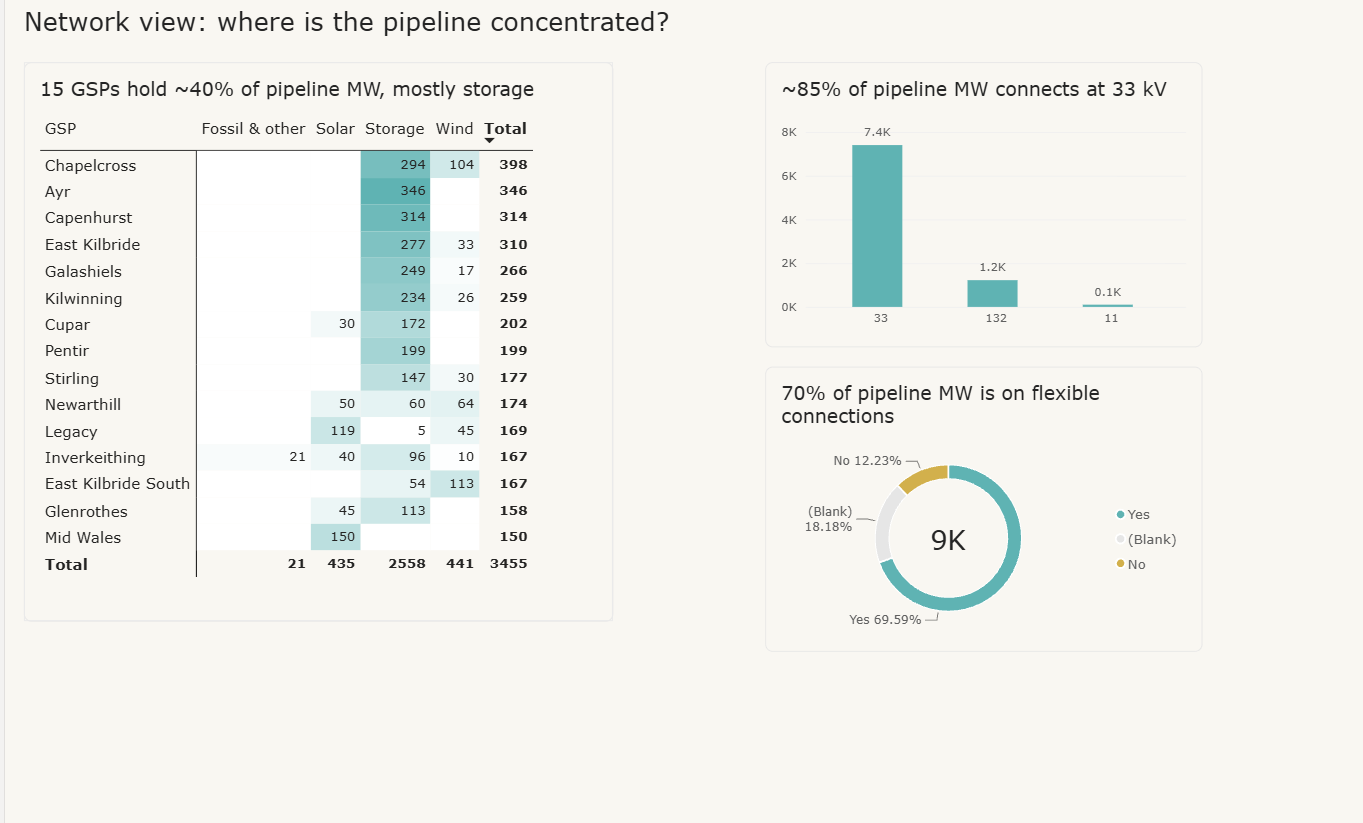 Network view: where is the pipeline concentrated?
15 GSPs hold ~40% of pipeline MW, mostly storage
GSP Fossil & other Solar Storage Wind Total
Chapelcross 294 104 398
Ayr 346 346
Capenhurst 314 314
East Kilbride 277 33 310
Galashiels 249 17 266
Kilwinning 234 26 259
Cupar 30 172 202
Pentir 199 199
Stirling 147 30 177
Newarthill 50 60 64 174
Legacy 119 5 45 169
Inverkeithing 21 40 96 10 167
East Kilbride South 54 113 167
Glenrothes 45 113 158
Mid Wales 150 150
Total 21 435 2558 441 3455
~85% of pipeline MW connects at 33 kV
8K
6K
4K
2K
0K
7.4K
1.2K
0.1K
33 132 11
70% of pipeline MW is on flexible
connections
No 12.23%
(Blank)
18.18%
9K
Yes 69.59%
Yes
(Blank)
No